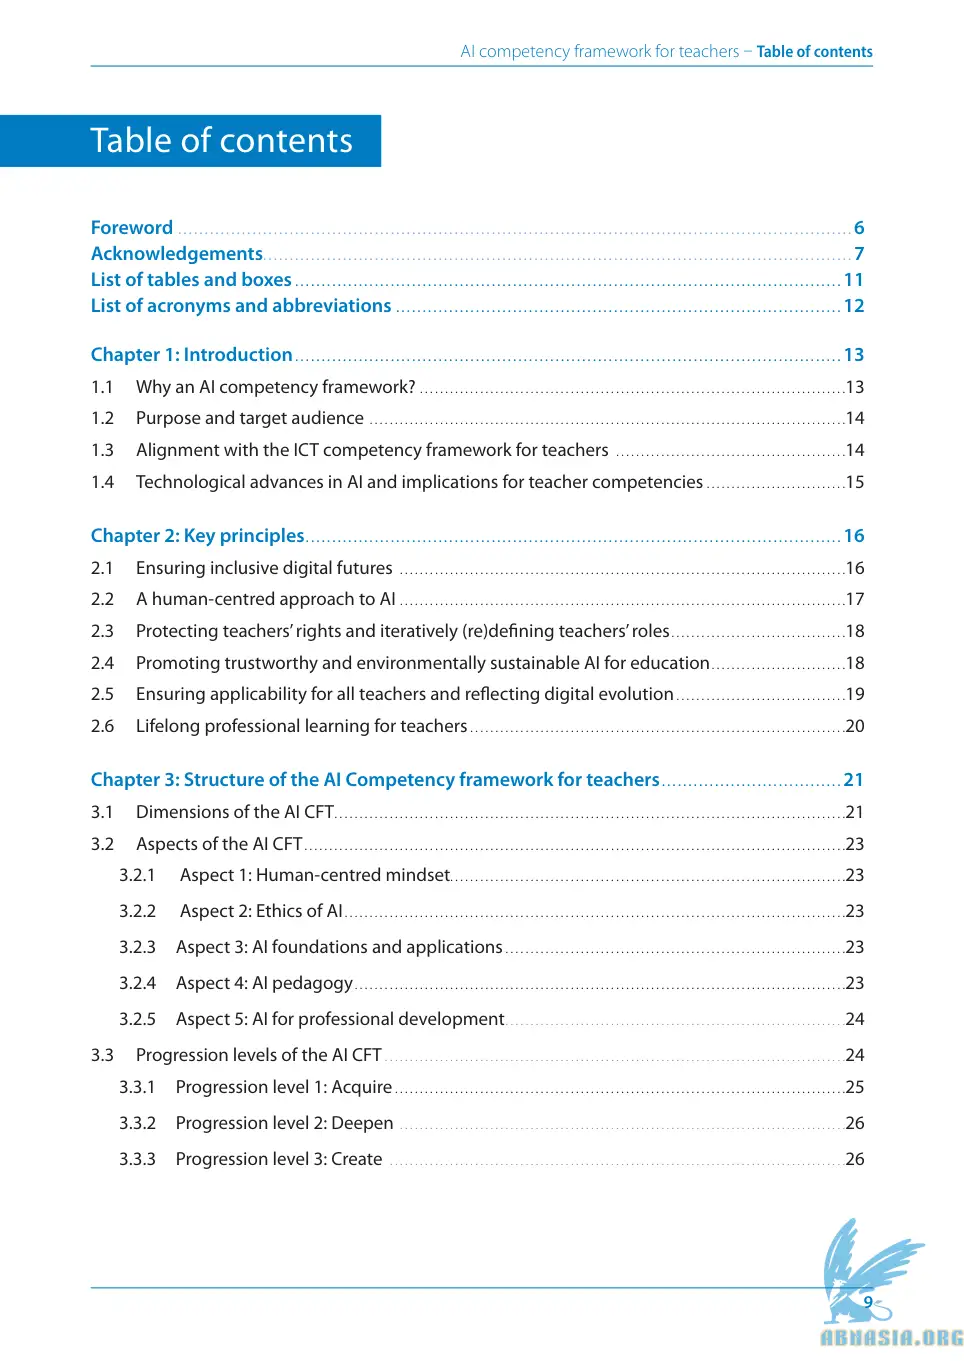 AI competency framework for teachers – Table of contents
Table of contents
Foreword 6
Acknowledgements 7
List of tables and boxes 11
List of acronyms and abbreviations 12
Chapter 1: Introduction 13
1.1 Why an AI competency framework? 13
1.2 Purpose and target audience 14
1.3 Alignment with the ICT competency framework for teachers 14
1.4 Technological advances in AI and implications for teacher competencies 15
Chapter 2: Key principles 16
2.1 Ensuring inclusive digital futures 16
2.2 A human-centred approach to AI 17
2.3 Protecting teachers’ rights and iteratively (re)defining teachers’ roles 18
2.4 Promoting trustworthy and environmentally sustainable AI for education 18
2.5 Ensuring applicability for all teachers and reflecting digital evolution 19
2.6 Lifelong professional learning for teachers 20
Chapter 3: Structure of the AI Competency framework for teachers 21
3.1 Dimensions of the AI CFT 21
3.2 Aspects of the AI CFT 23
3.2.1 Aspect 1: Human-centred mindset 23
3.2.2 Aspect 2: Ethics of AI 23
3.2.3 Aspect 3: AI foundations and applications 23
3.2.4 Aspect 4: AI pedagogy 23
3.2.5 Aspect 5: AI for professional development 24
3.3 Progression levels of the AI CFT 24
3.3.1 Progression level 1: Acquire 25
3.3.2 Progression level 2: Deepen 26
3.3.3 Progression level 3: Create 26
9
ABNASIA.ORG